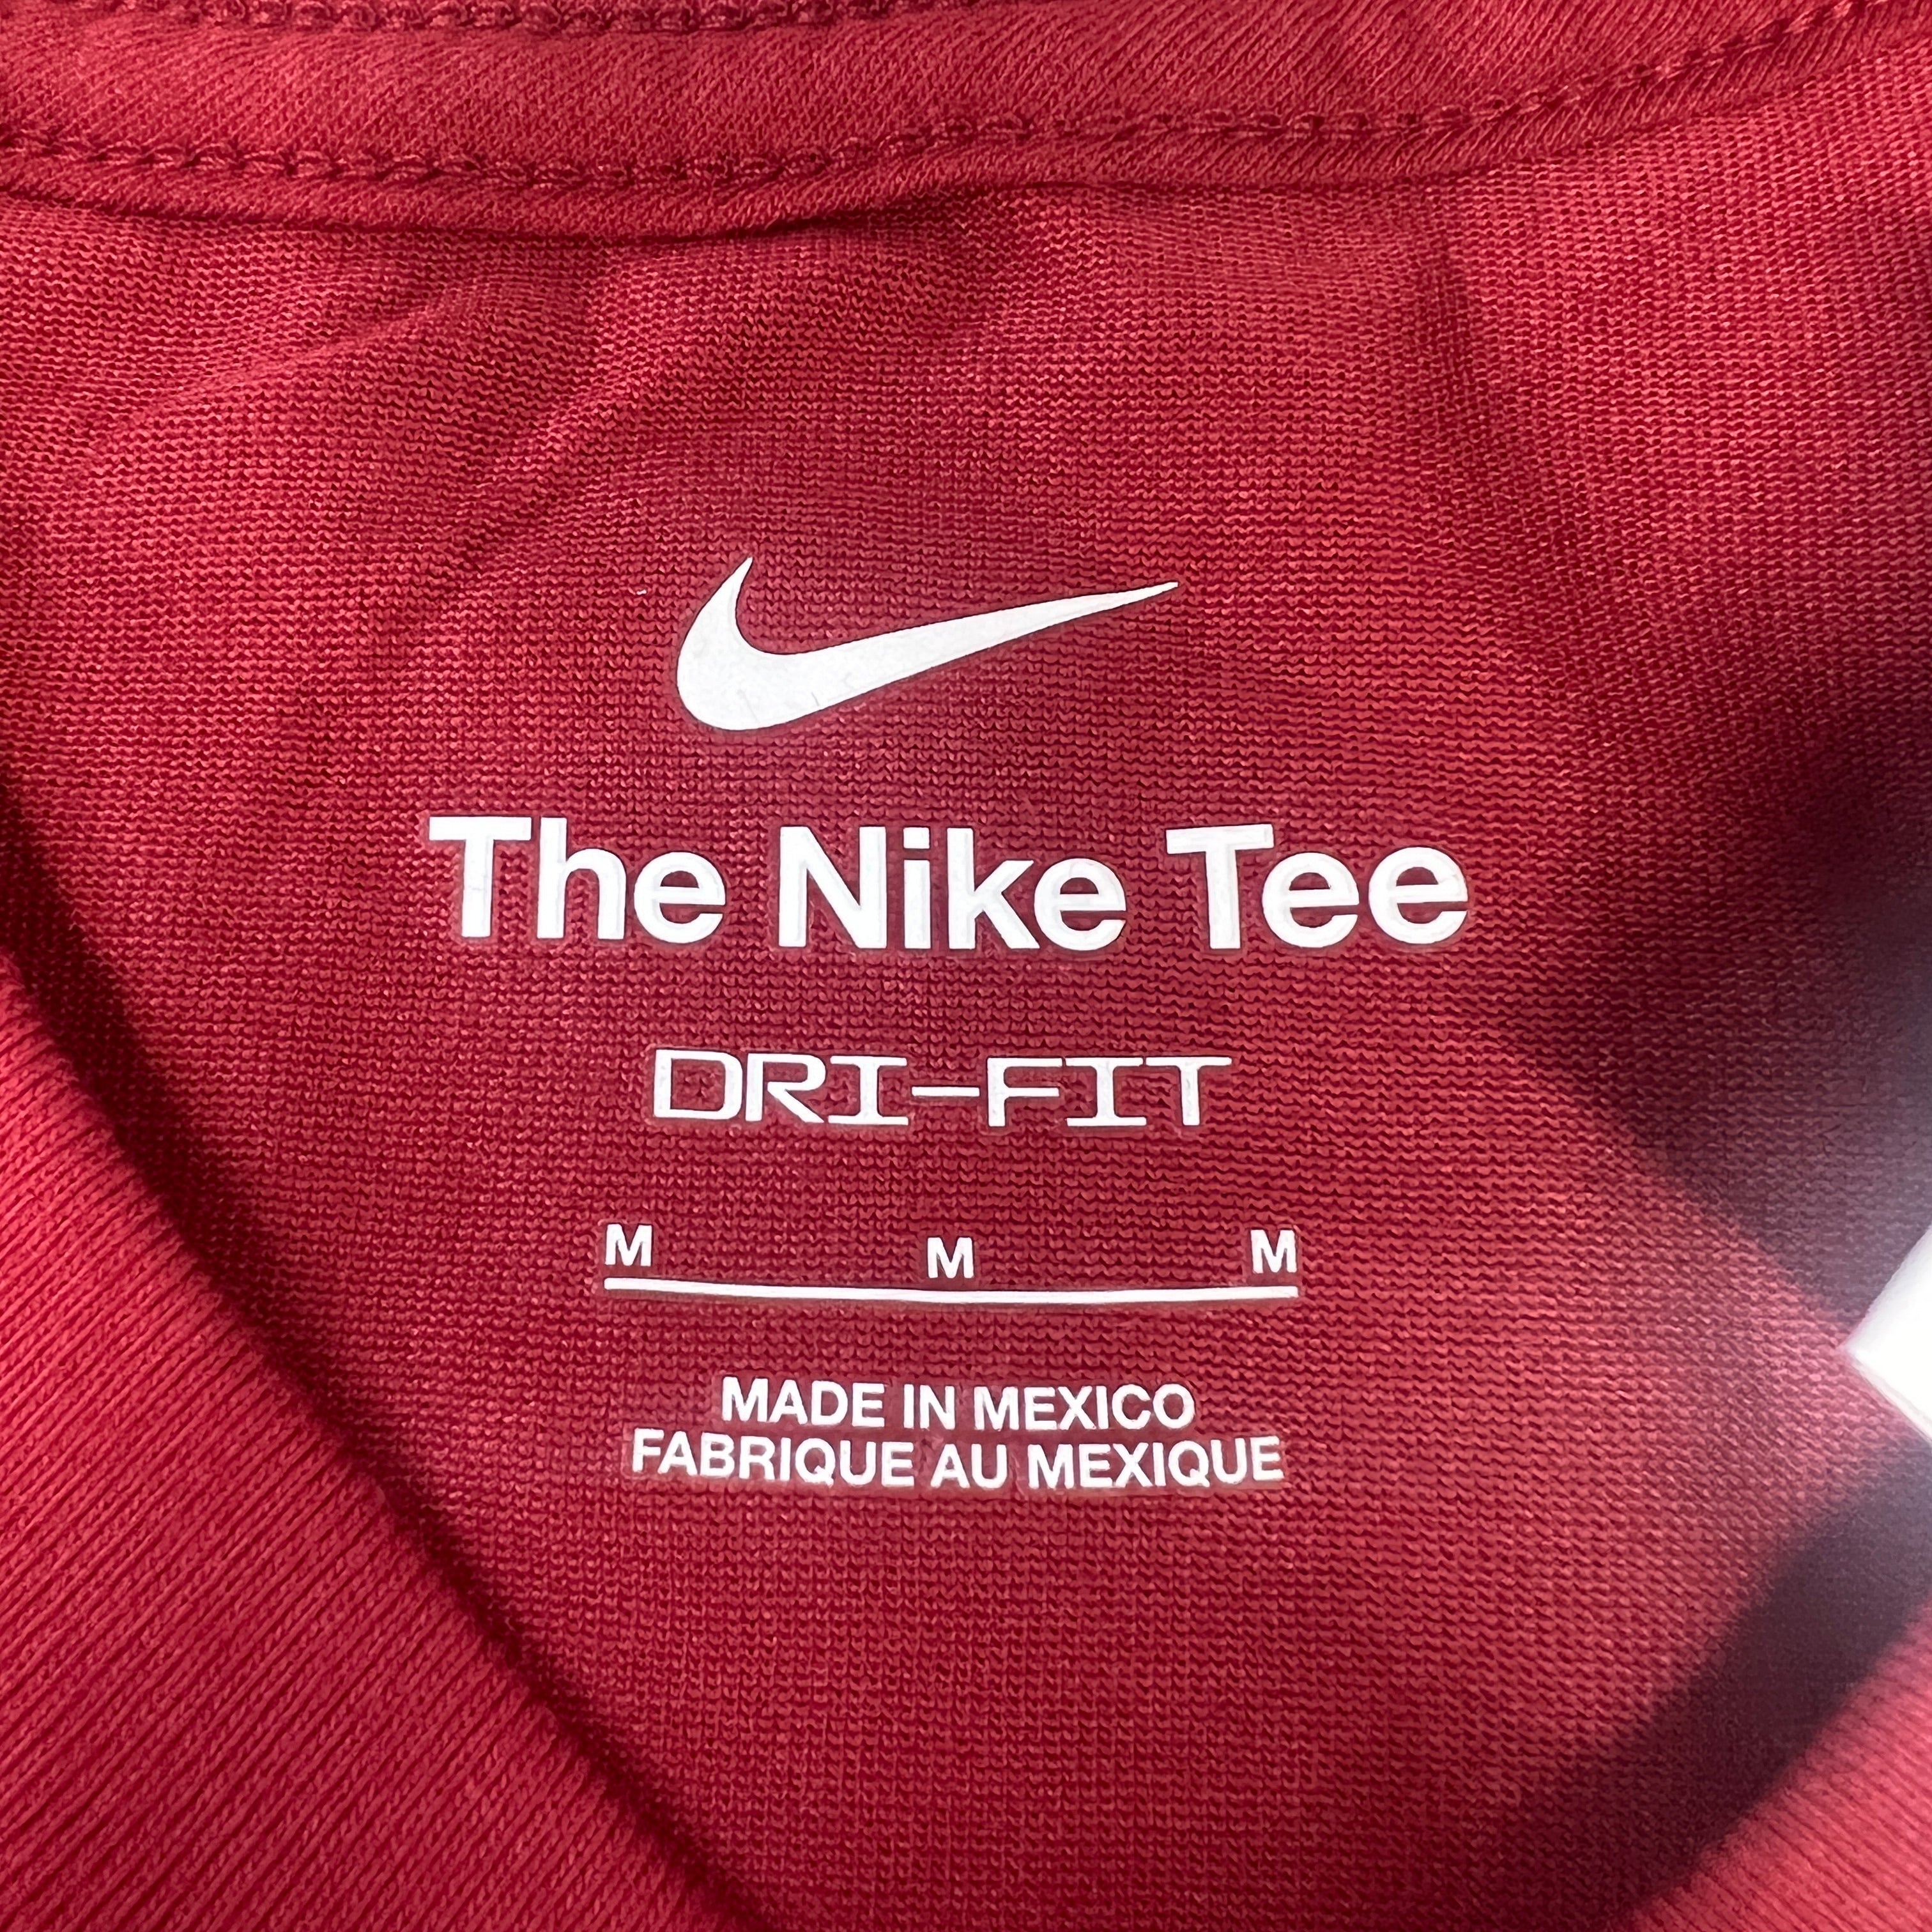 The Nike Tee
DRI-FIT
M M M
MADE IN MEXICO
FABRIQUE AU MEXIQUE